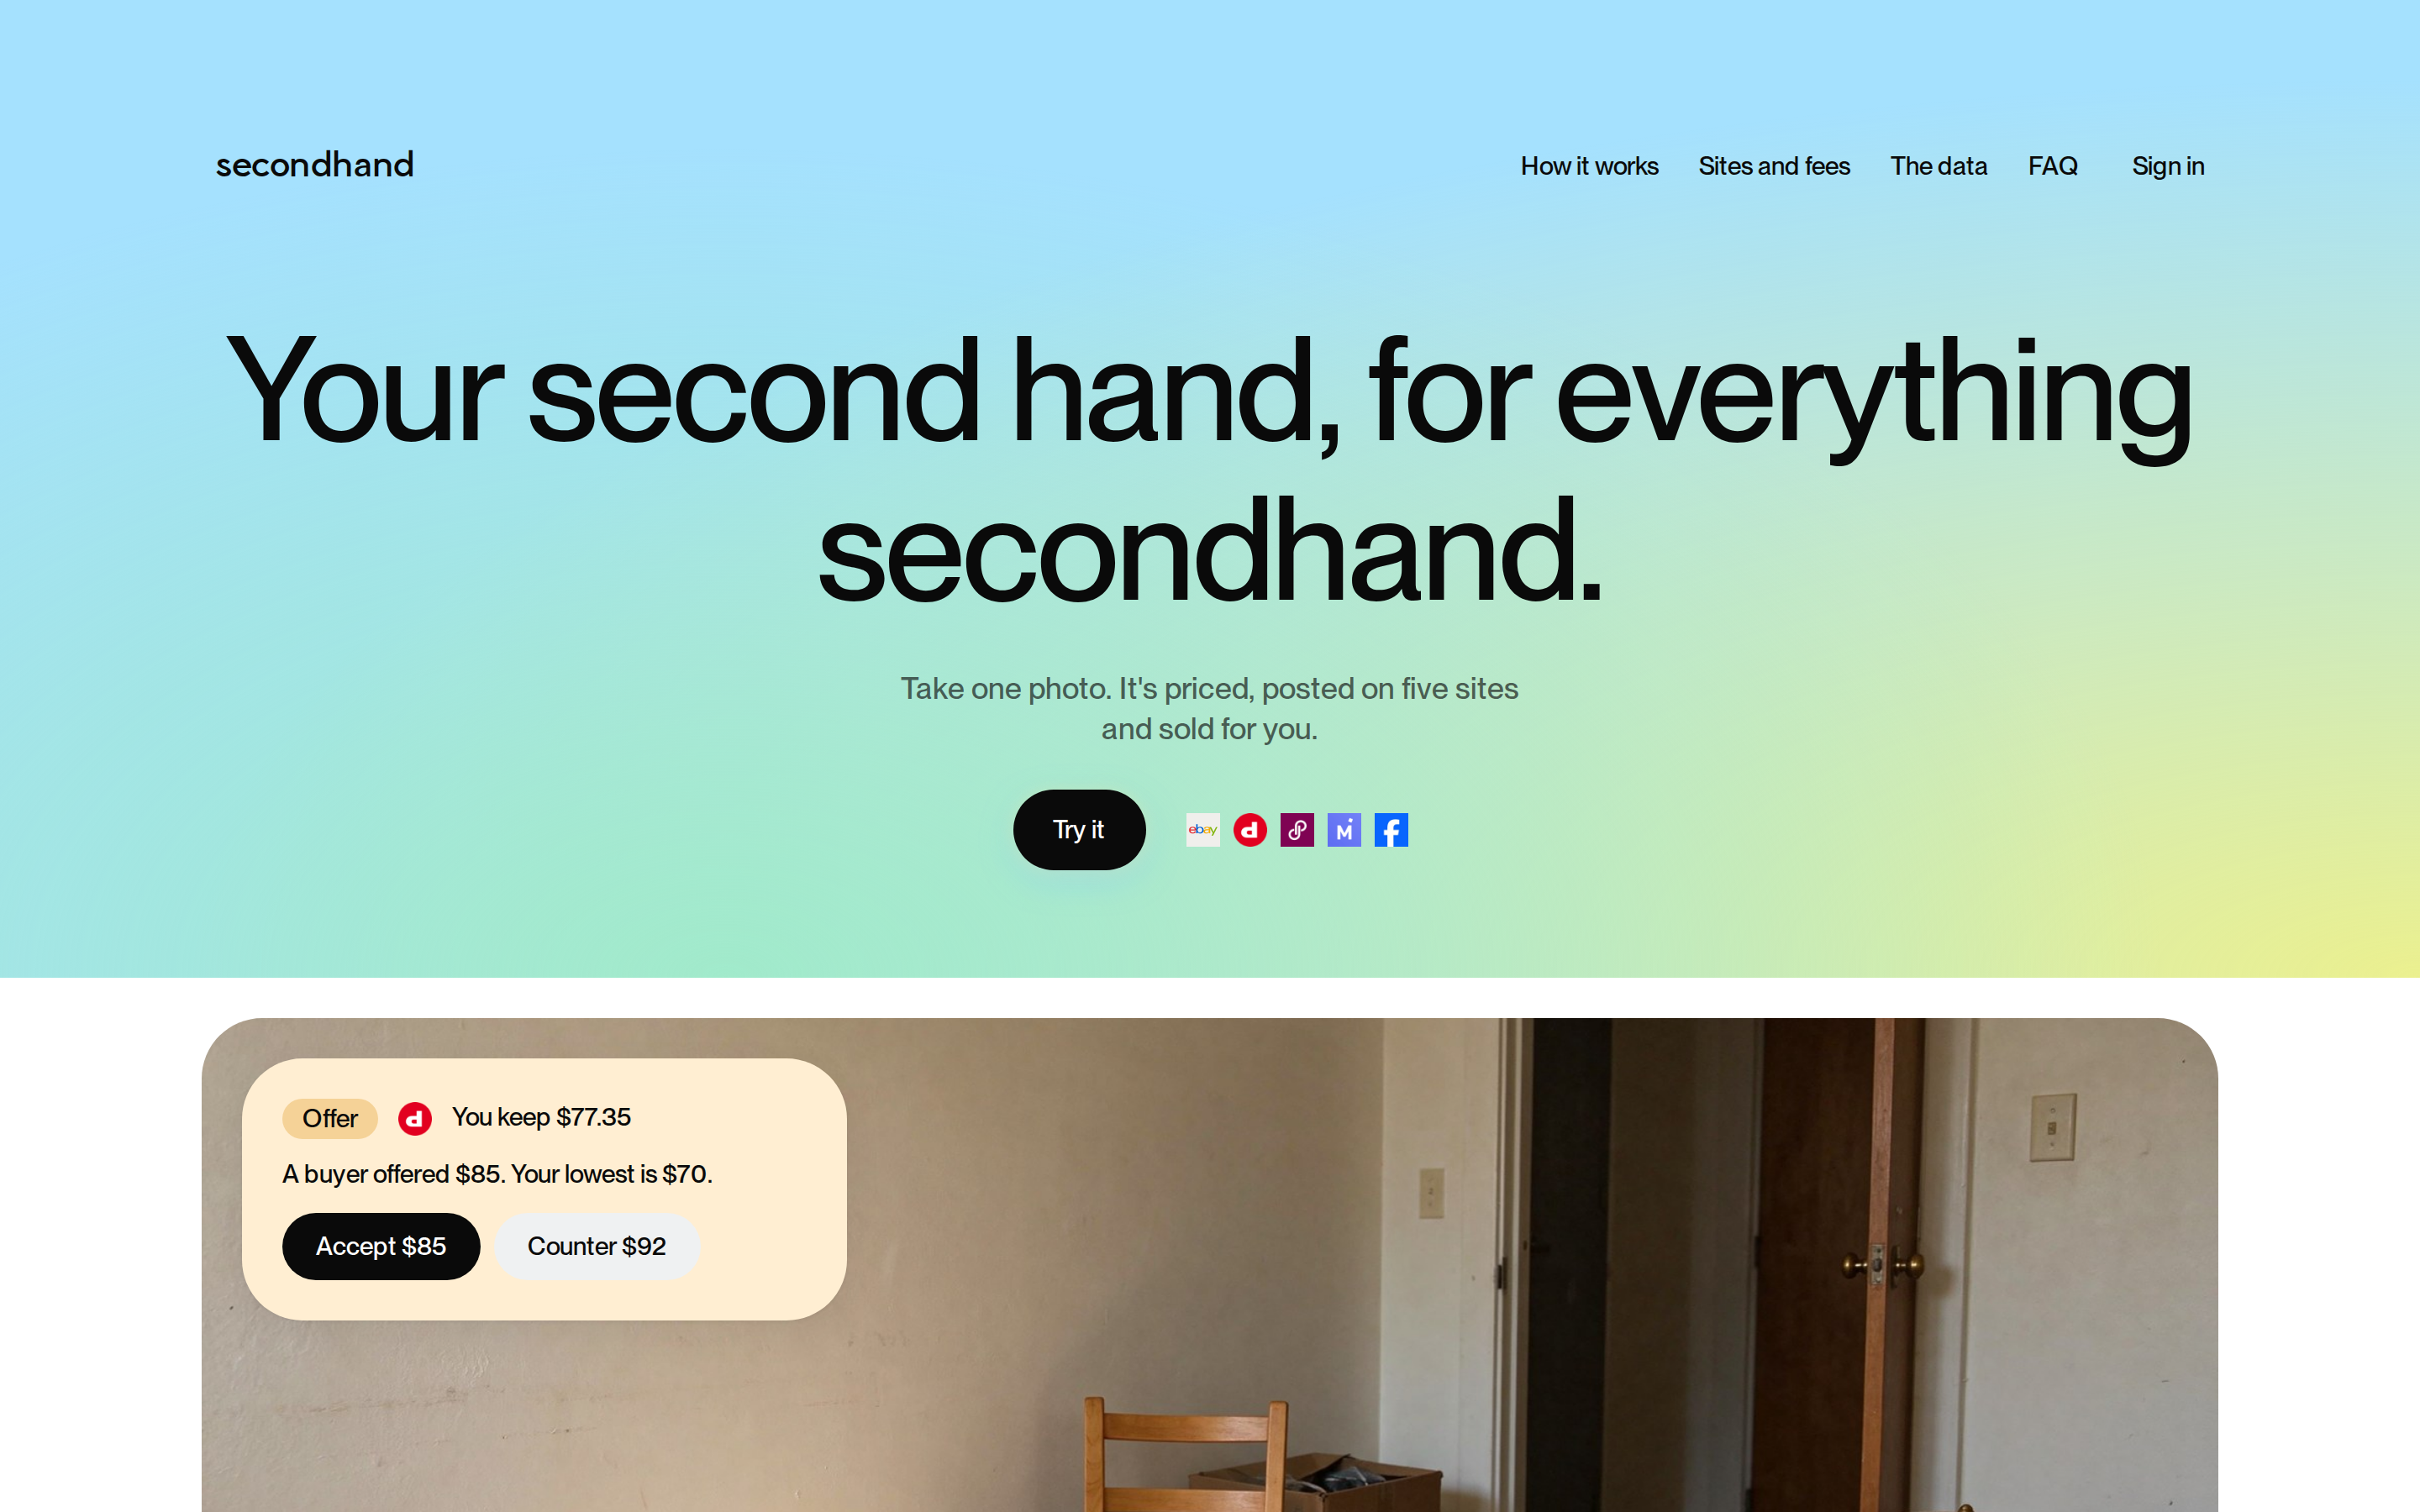 secondhand
How it works
Sites and fees
The data
FAQ
Sign in
Your second hand, for everything
secondhand.
Take one photo. It's priced, posted on five sites
and sold for you.
Try it
ebay
Offer
You keep $77.35
A buyer offered $85. Your lowest is $70.
Accept $85
Counter $92